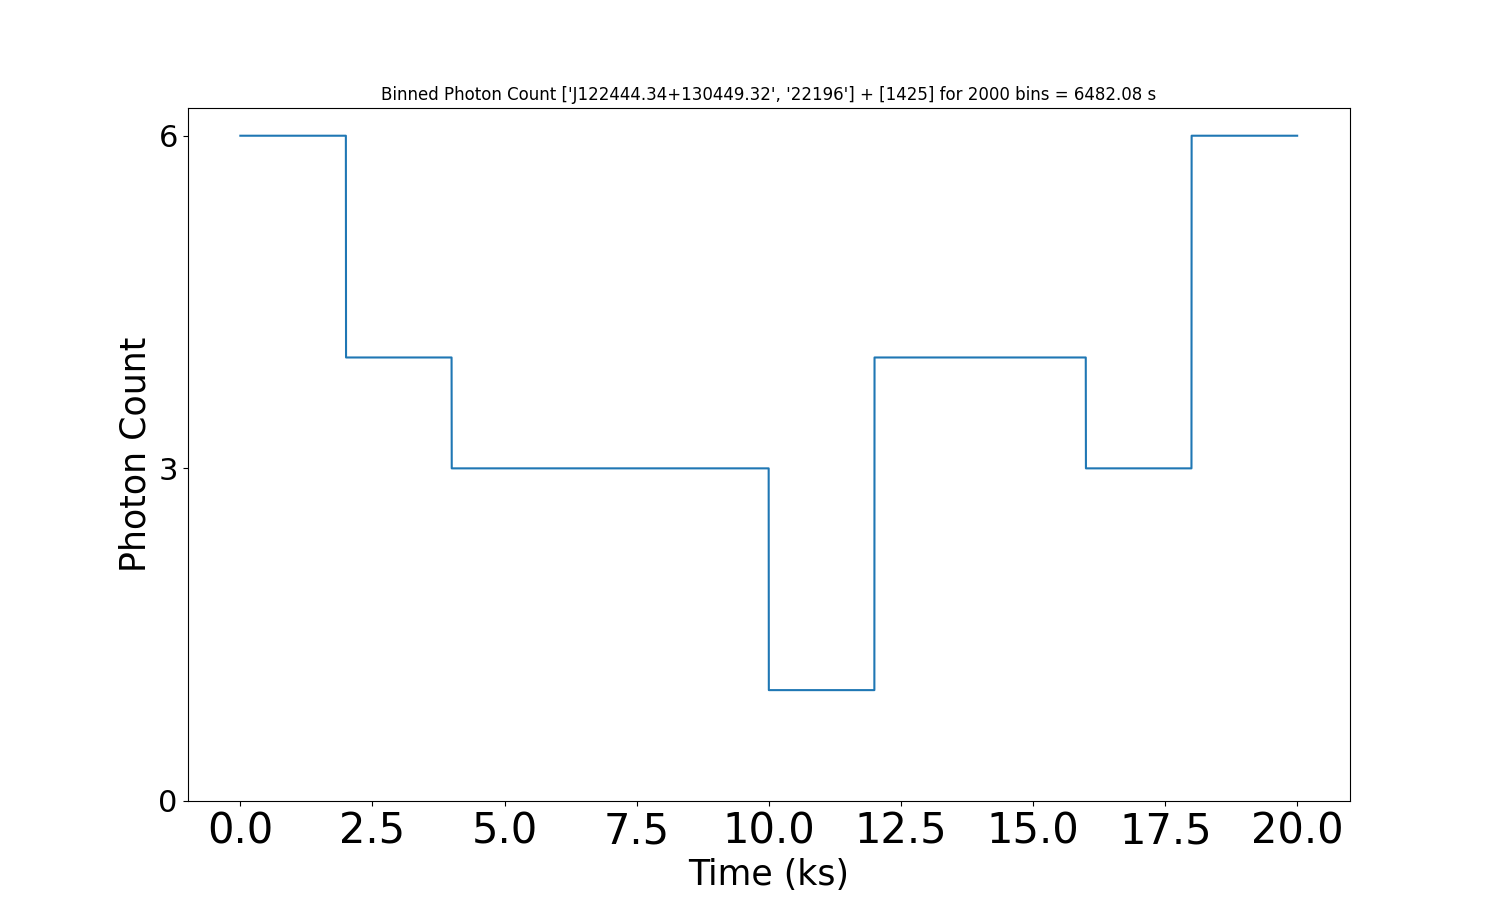 Binned Photon Count ['J122444.34+130449.32', '22196'] + [1425] for 2000 bins = 6482.08 s
6
3
0
Photon Count
0.0 2.5 5.0 7.5 10.0 12.5 15.0 17.5 20.0
Time (ks)